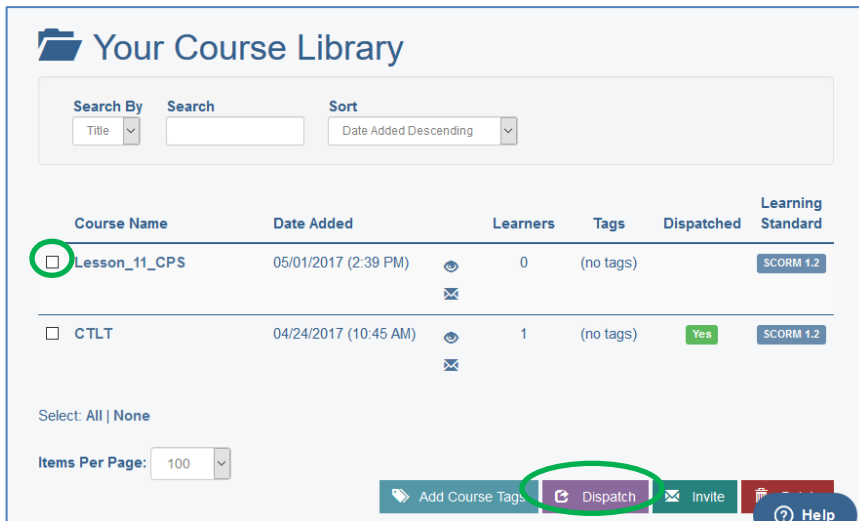 Your Course Library
Search By Search Sort
Title Date Added Descending
Learning
Course Name Date Added Learners Tags Dispatched Standard
Lesson_11_CPS 05/01/2017 (2:39 PM) 0 (no tags) SCORM 1.2
CTLT 04/24/2017 (10:45 AM) 1 (no tags) Yes SCORM 1.2
Select: All | None
Items Per Page: 100
Add Course Tags Dispatch Invite
Help